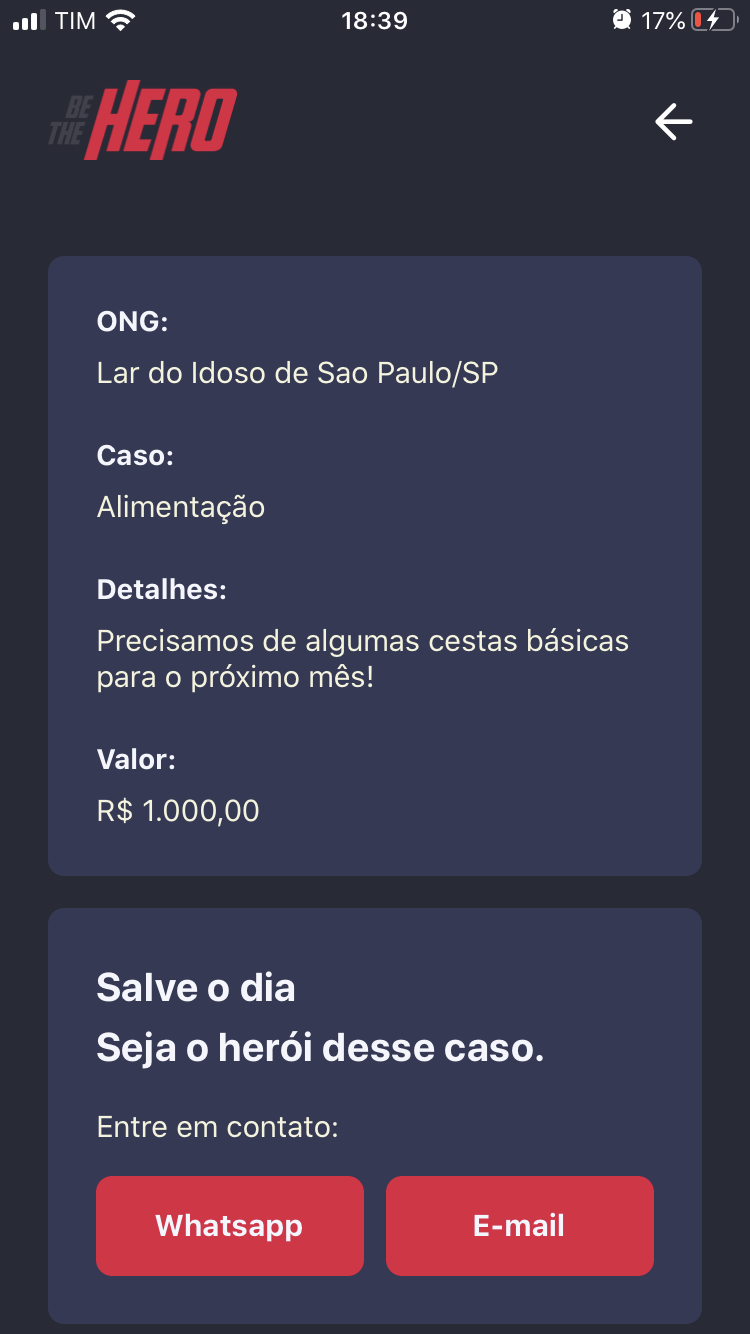 TIM 18:39 17%
BE
THE HERO
ONG:
Lar do Idoso de Sao Paulo/SP
Caso:
Alimentação
Detalhes:
Precisamos de algumas cestas básicas
para o próximo mês!
Valor:
R$ 1.000,00
Salve o dia
Seja o herói desse caso.
Entre em contato:
Whatsapp E-mail